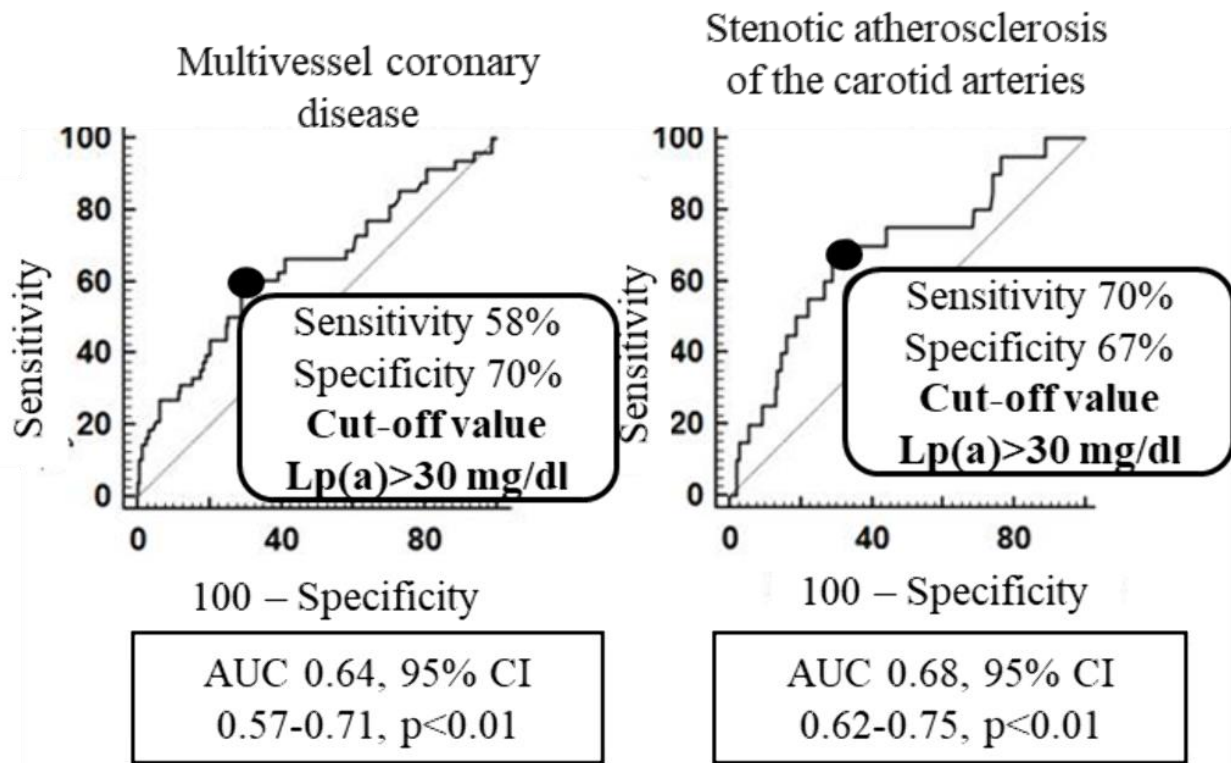 Multivessel coronary
disease
100
80
60
40
20
0
Sensitivity
Sensitivity 58%
Specificity 70%
Cut-off value
Lp(a)>30 mg/dl
0 40 80
100 – Specificity
AUC 0.64, 95% CI
0.57-0.71, p<0.01
Stenotic atherosclerosis
of the carotid arteries
100
80
60
40
20
0
Sensitivity
Sensitivity 70%
Specificity 67%
Cut-off value
Lp(a)>30 mg/dl
0 40 80
100 – Specificity
AUC 0.68, 95% CI
0.62-0.75, p<0.01